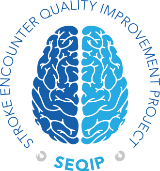 STROKE ENCOUNTER QUALITY IMPROVEMENT PROJECT
SEQIP